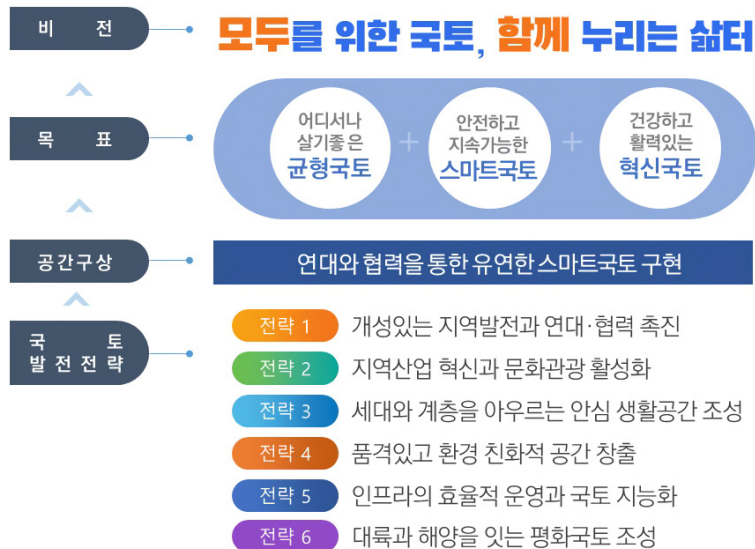 비 전
모두를 위한 국토, 함께 누리는 삶터
목 표
어디서나
살기좋은
균형국토
+
안전하고
지속가능한
스마트국토
+
건강하고
활력있는
혁신국토
공간구상
연대와 협력을 통한 유연한 스마트국토 구현
국 토
발전전략
전략 1 개성있는 지역발전과 연대·협력 촉진
전략 2 지역산업 혁신과 문화관광 활성화
전략 3 세대와 계층을 아우르는 안심 생활공간 조성
전략 4 품격있고 환경 친화적 공간 창출
전략 5 인프라의 효율적 운영과 국토 지능화
전략 6 대륙과 해양을 잇는 평화국토 조성